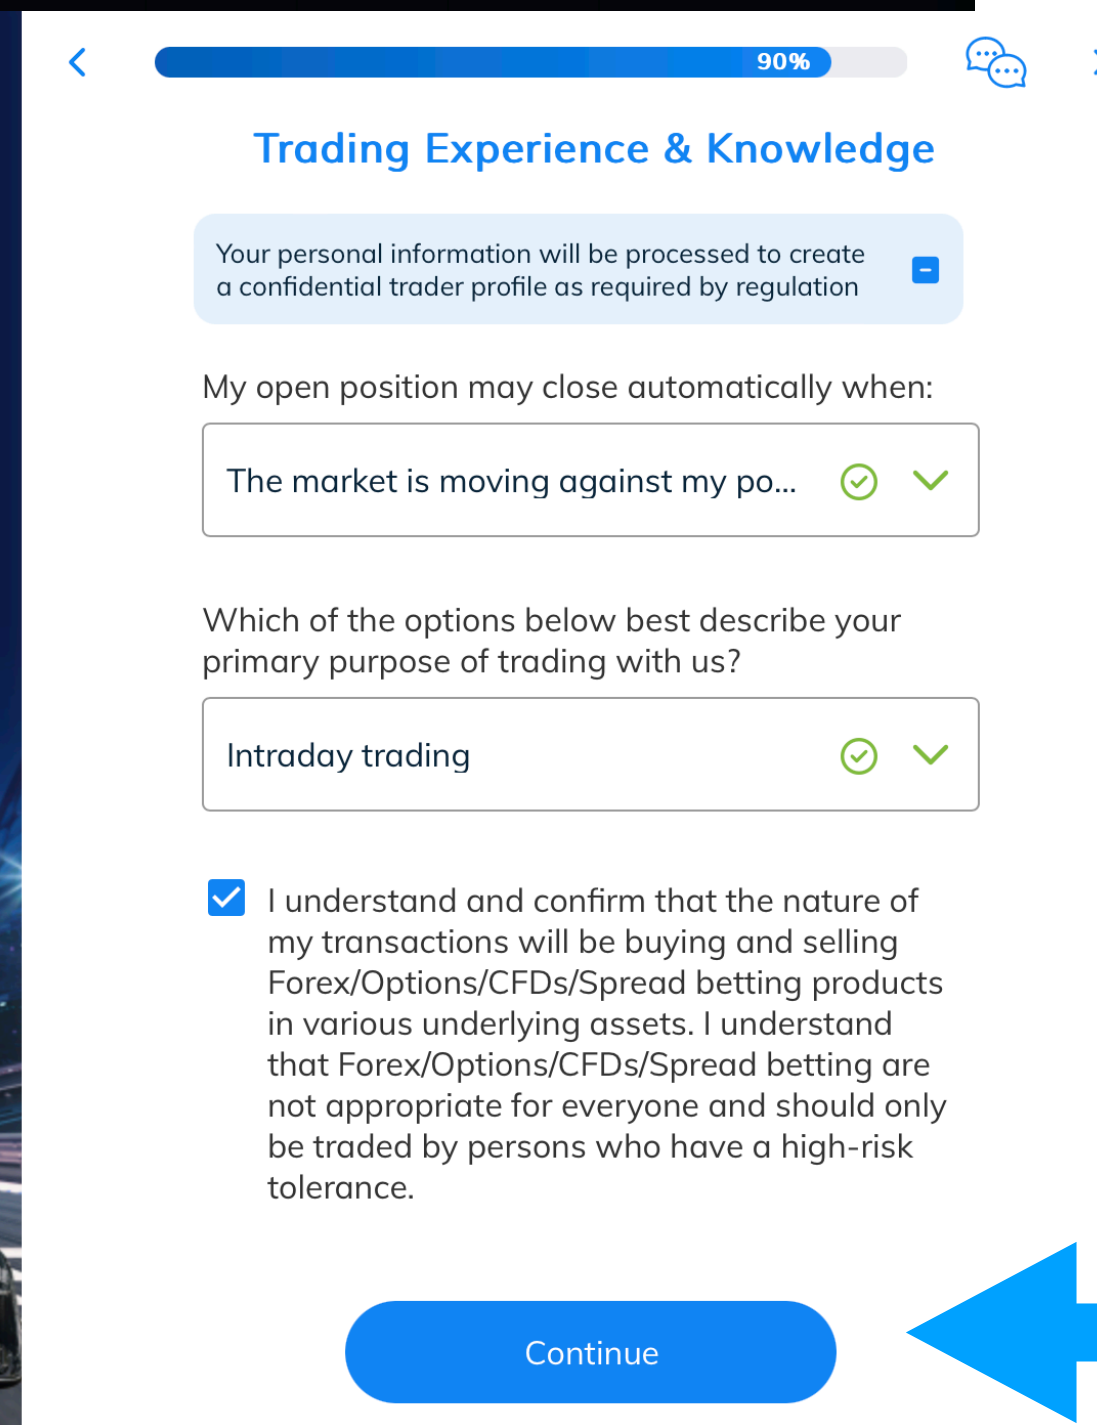 90%
Trading Experience & Knowledge
Your personal information will be processed to create
a confidential trader profile as required by regulation
My open position may close automatically when:
The market is moving against my po...
Which of the options below best describe your
primary purpose of trading with us?
Intraday trading
I understand and confirm that the nature of
my transactions will be buying and selling
Forex/Options/CFDs/Spread betting products
in various underlying assets. I understand
that Forex/Options/CFDs/Spread betting are
not appropriate for everyone and should only
be traded by persons who have a high-risk
tolerance.
Continue